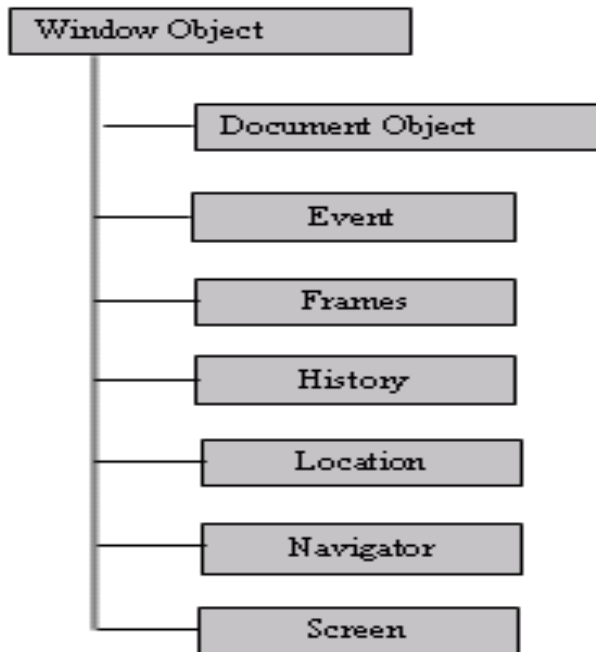 Window Object
Document Object
Event
Frames
History
Location
Navigator
Screen